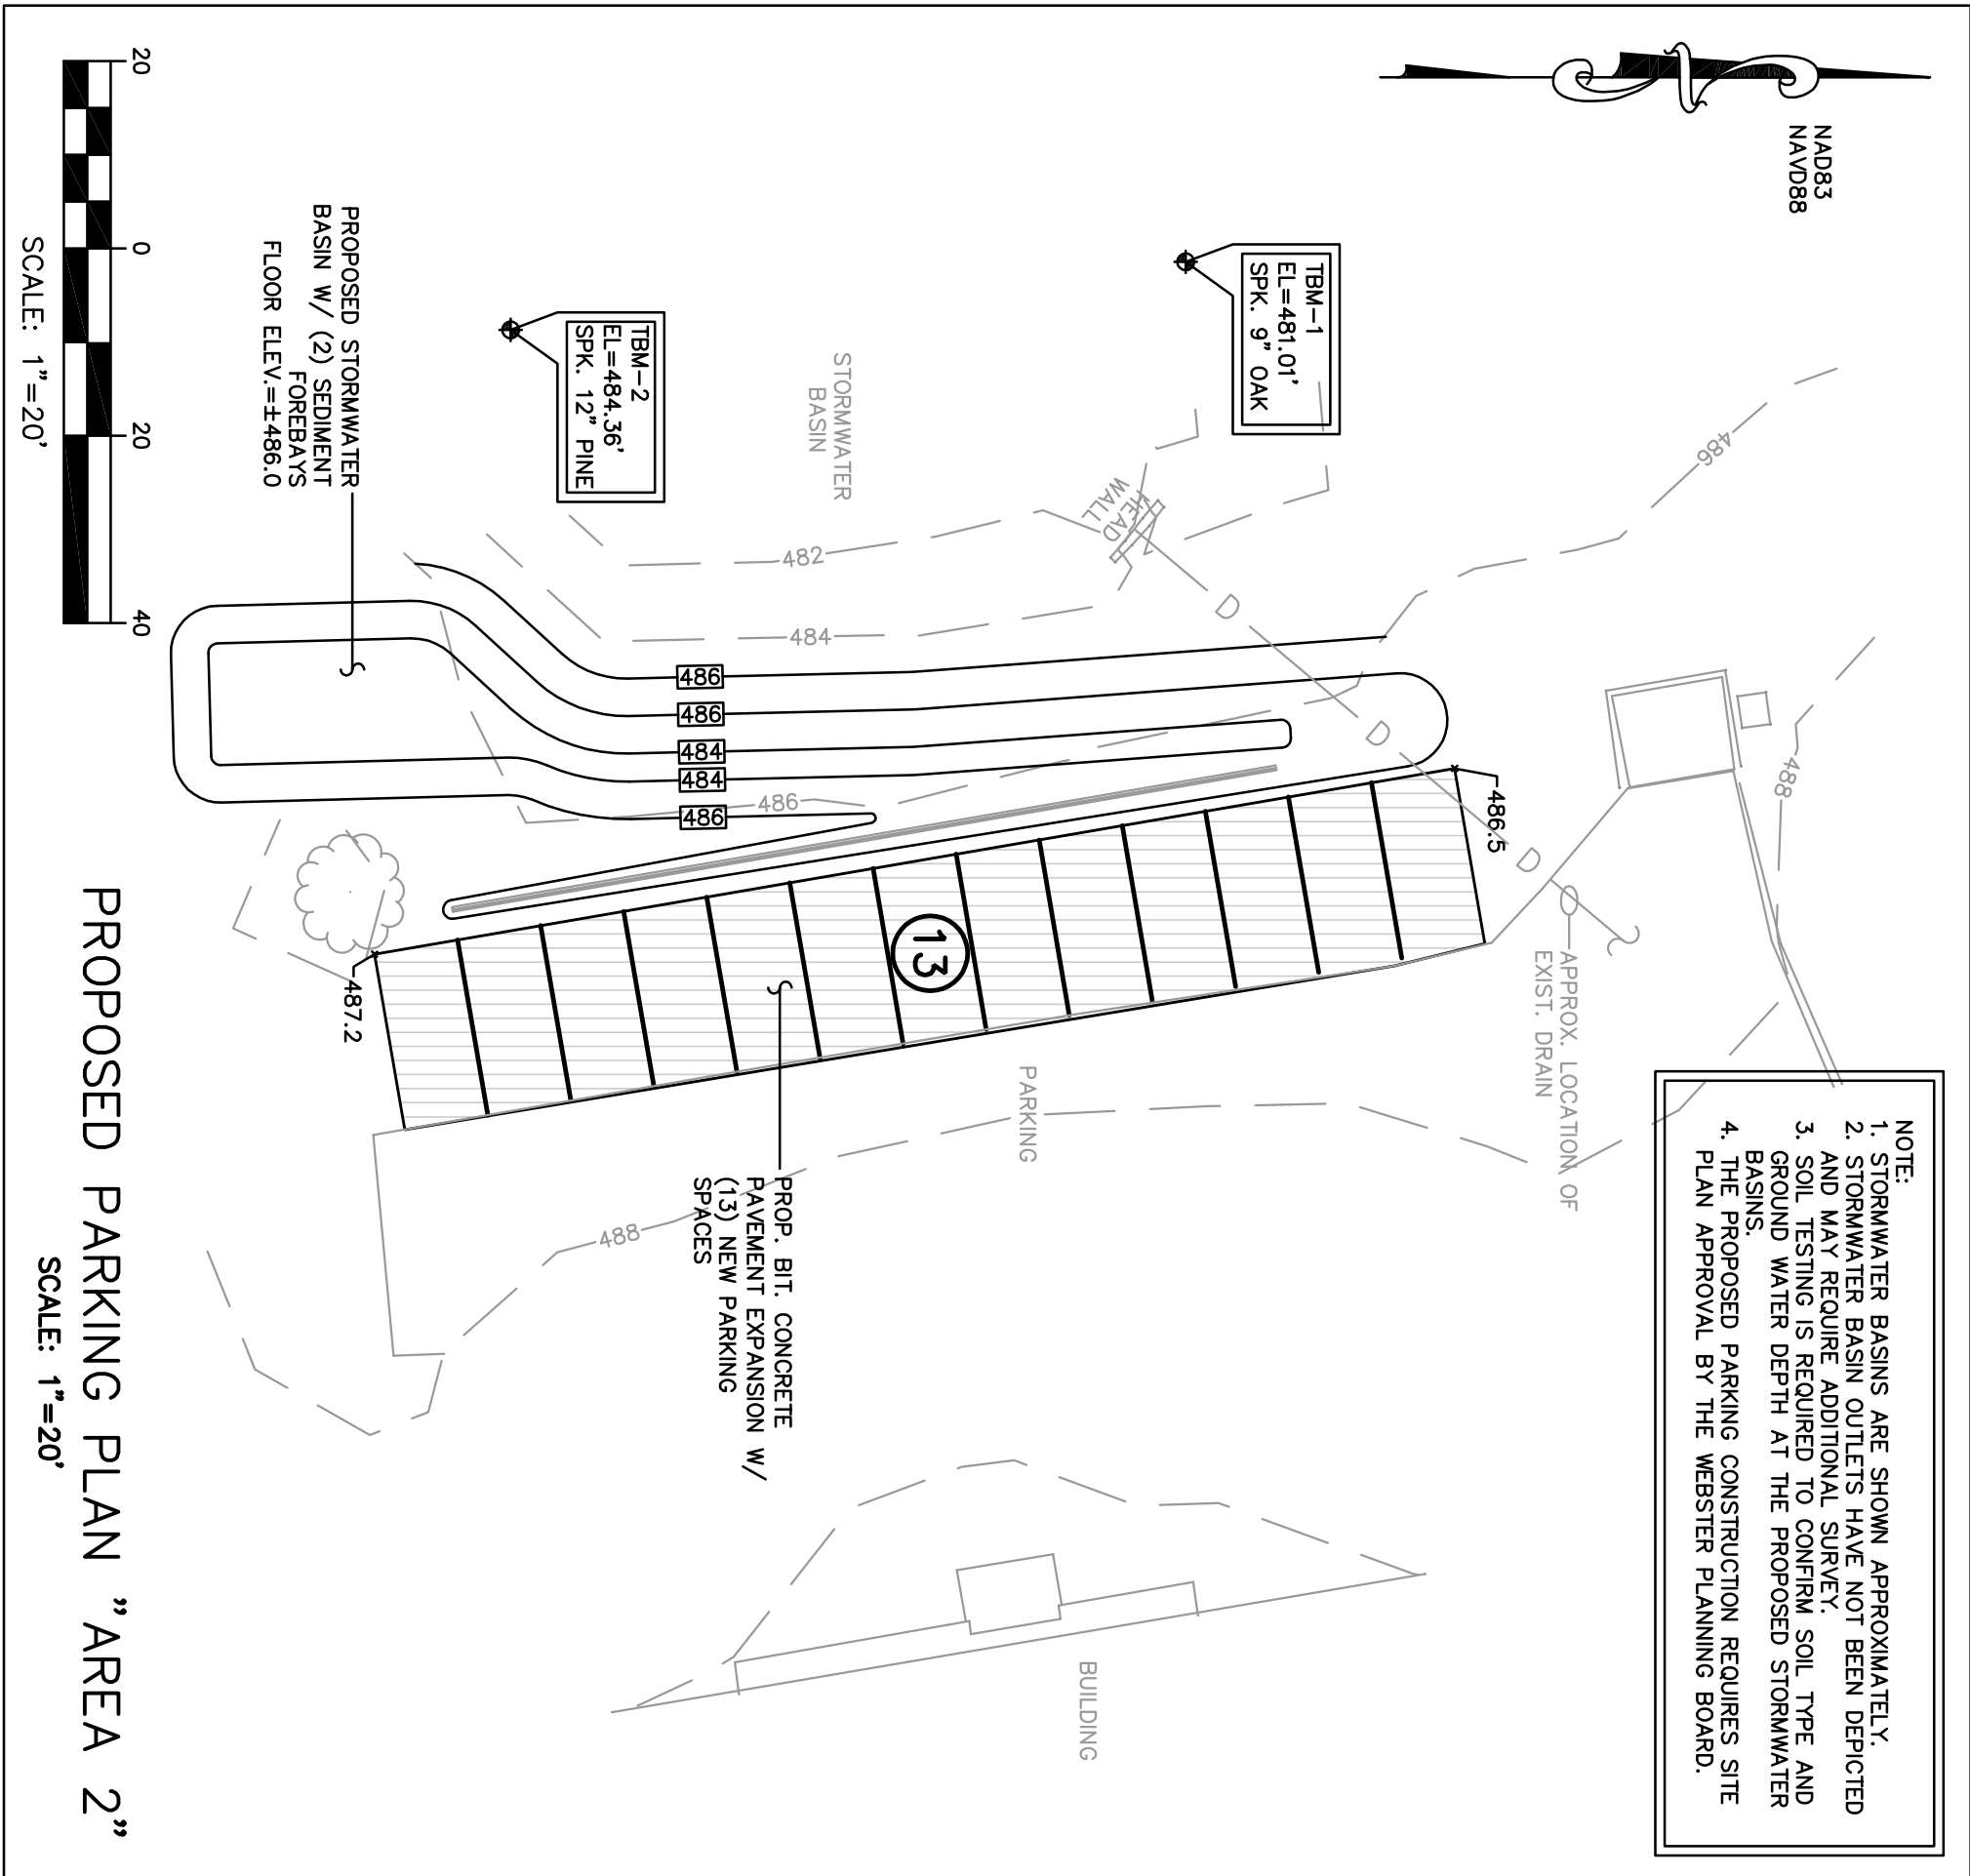 NAD83
NAVD88
NOTE:
1. STORMWATER BASINS ARE SHOWN APPROXIMATELY.
2. STORMWATER BASIN OUTLETS HAVE NOT BEEN DEPICTED
AND MAY REQUIRE ADDITIONAL SURVEY.
3. SOIL TESTING IS REQUIRED TO CONFIRM SOIL TYPE AND
GROUND WATER DEPTH AT THE PROPOSED STORMWATER
BASINS.
4. THE PROPOSED PARKING CONSTRUCTION REQUIRES SITE
PLAN APPROVAL BY THE WEBSTER PLANNING BOARD.
486
488
TBM-1
EL=481.01'
SPK. 9" OAK
HEAD
WALL
D
D
D
486.5
APPROX. LOCATION OF
EXIST. DRAIN
STORMWATER
BASIN
482
484
486
486
484
484
486
486
13
PARKING
BUILDING
TBM-2
EL=484.36'
SPK. 12" PINE
PROP. BIT. CONCRETE
PAVEMENT EXPANSION W/
(13) NEW PARKING
SPACES
488
487.2
PROPOSED STORMWATER
BASIN W/ (2) SEDIMENT
FOREBAYS
FLOOR ELEV.=±486.0
20 0 20 40
SCALE: 1"=20'
PROPOSED PARKING PLAN "AREA 2"
SCALE: 1"=20'